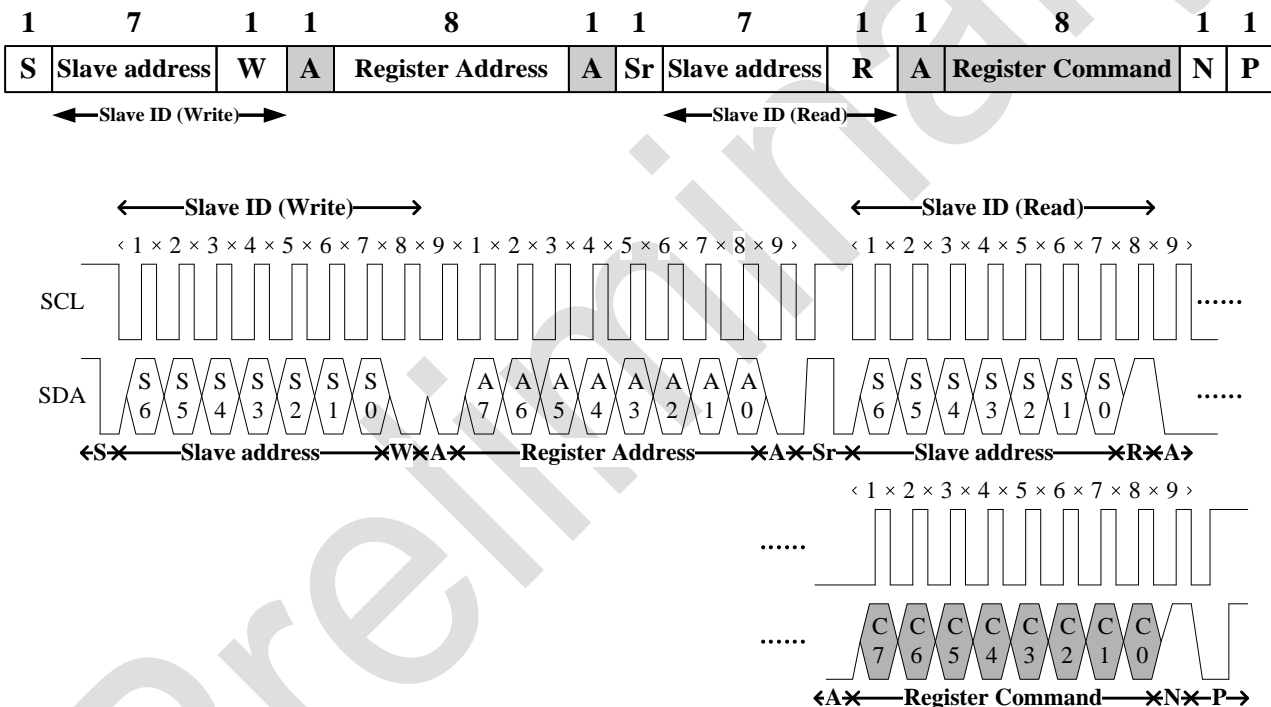 1 7 1 1 8 1 1 7 1 1 8 1 1
S Slave address W A Register Address A Sr Slave address R A Register Command N P
Slave ID (Write) Slave ID (Read)
Slave ID (Write) Slave ID (Read)
‹ 1 × 2 × 3 × 4 × 5 × 6 × 7 × 8 × 9 × 1 × 2 × 3 × 4 × 5 × 6 × 7 × 8 × 9 › ‹ 1 × 2 × 3 × 4 × 5 × 6 × 7 × 8 × 9 ›
SCL ······
SDA S6 S5 S4 S3 S2 S1 S0 A7 A6 A5 A4 A3 A2 A1 A0 S6 S5 S4 S3 S2 S1 S0 ······
S Slave address W A Register Address A Sr Slave address R A
‹ 1 × 2 × 3 × 4 × 5 × 6 × 7 × 8 × 9 ›
······
······ C7 C6 C5 C4 C3 C2 C1 C0
A Register Command N P
Preliminary